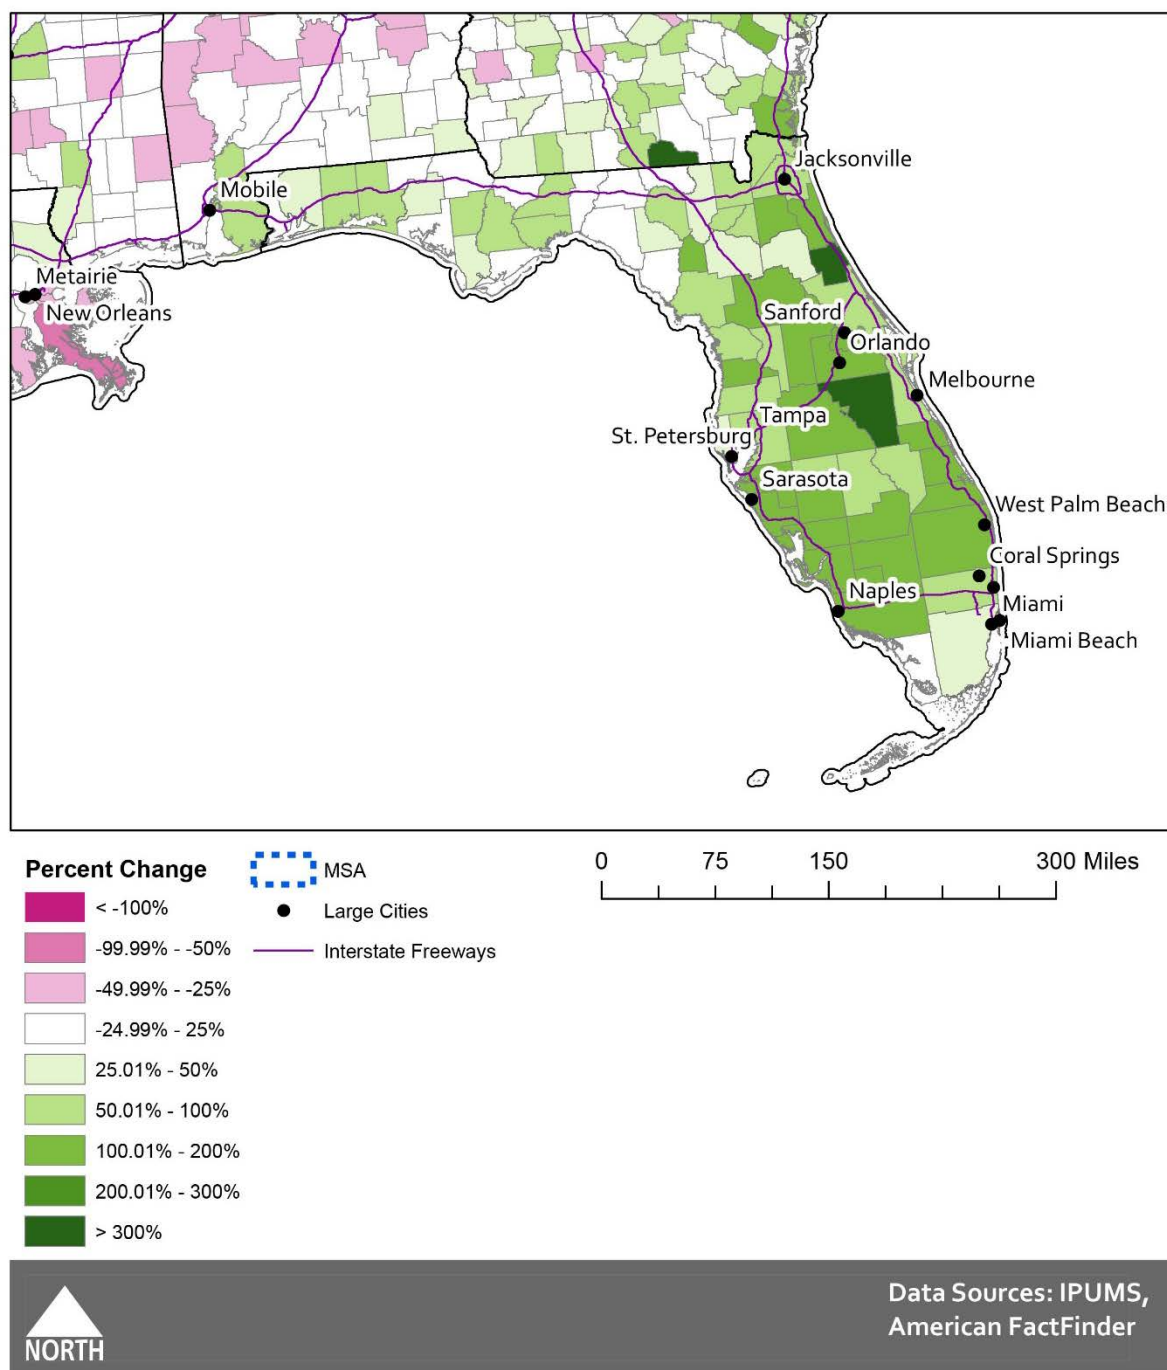 Jacksonville
Mobile
Metairie
New Orleans
Sanford
Orlando
Melbourne
Tampa
St. Petersburg
Sarasota
West Palm Beach
Coral Springs
Naples
Miami
Miami Beach
Percent Change
< -100%
-99.99% - -50%
-49.99% - -25%
-24.99% - 25%
25.01% - 50%
50.01% - 100%
100.01% - 200%
200.01% - 300%
> 300%
MSA
Large Cities
Interstate Freeways
0 75 150 300 Miles
NORTH
Data Sources: IPUMS,
American FactFinder